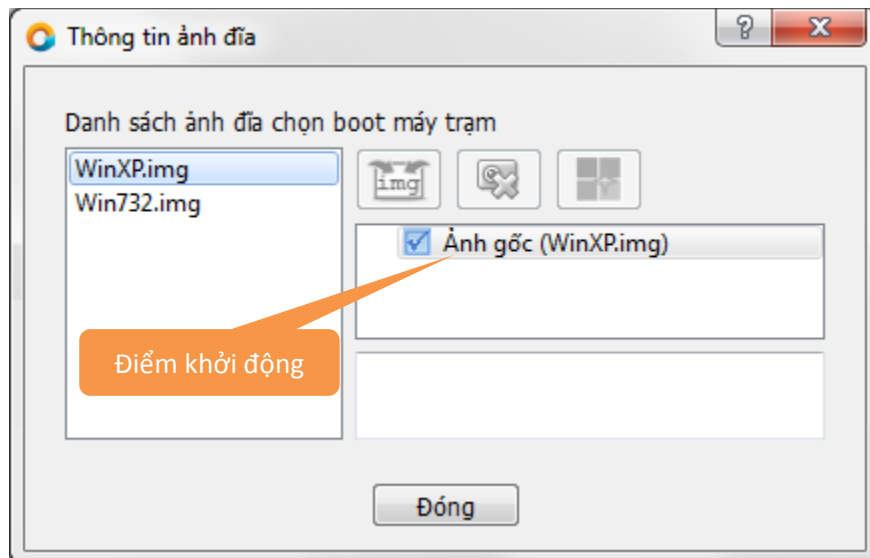 Thông tin ảnh đĩa
?
Danh sách ảnh đĩa chọn boot máy trạm
WinXP.img
Win732.img
img
Ảnh gốc (WinXP.img)
Điểm khởi động
Đóng